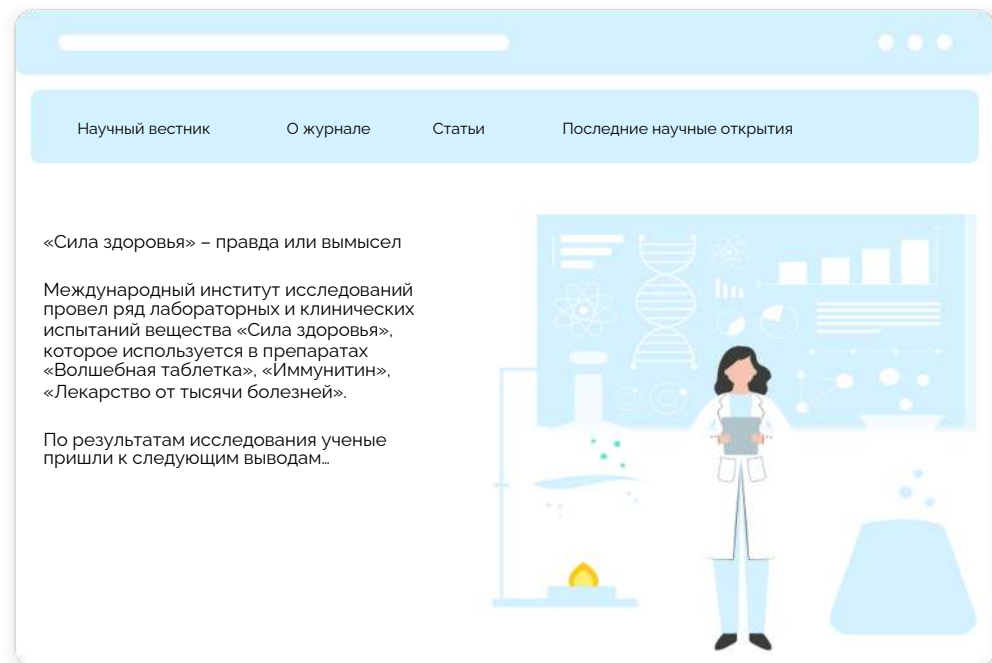 Научный вестник О журнале Статьи Последние научные открытия
«Сила здоровья» – правда или вымысел
Международный институт исследований
провел ряд лабораторных и клинических
испытаний вещества «Сила здоровья»,
которое используется в препаратах
«Волшебная таблетка», «Иммунитин»,
«Лекарство от тысячи болезней».
По результатам исследования ученые
пришли к следующим выводам…